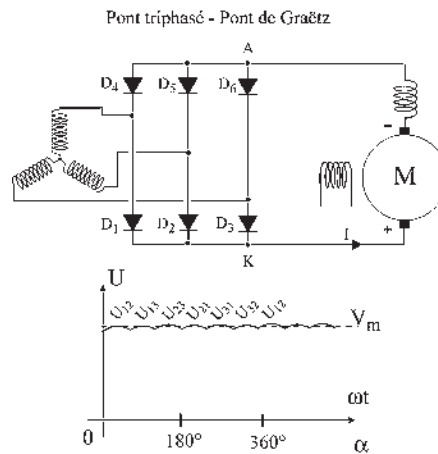 Pont triphasé - Pont de Graëtz
A
D4 D5 D6
-
M
D1 D2 D3
+
I
K
U
U12 U13 U23 U21 U31 U32 U12
Vm
ωt
0 180° 360° α